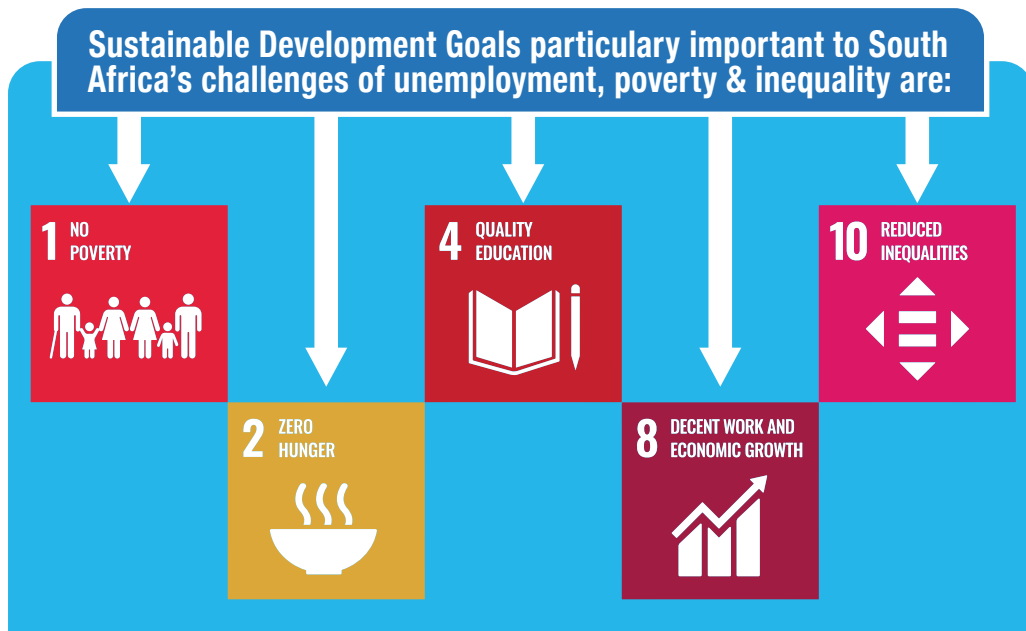 Sustainable Development Goals particulary important to South
Africa's challenges of unemployment, poverty & inequality are:
1 NO
POVERTY
2 ZERO
HUNGER
4 QUALITY
EDUCATION
8 DECENT WORK AND
ECONOMIC GROWTH
10 REDUCED
INEQUALITIES